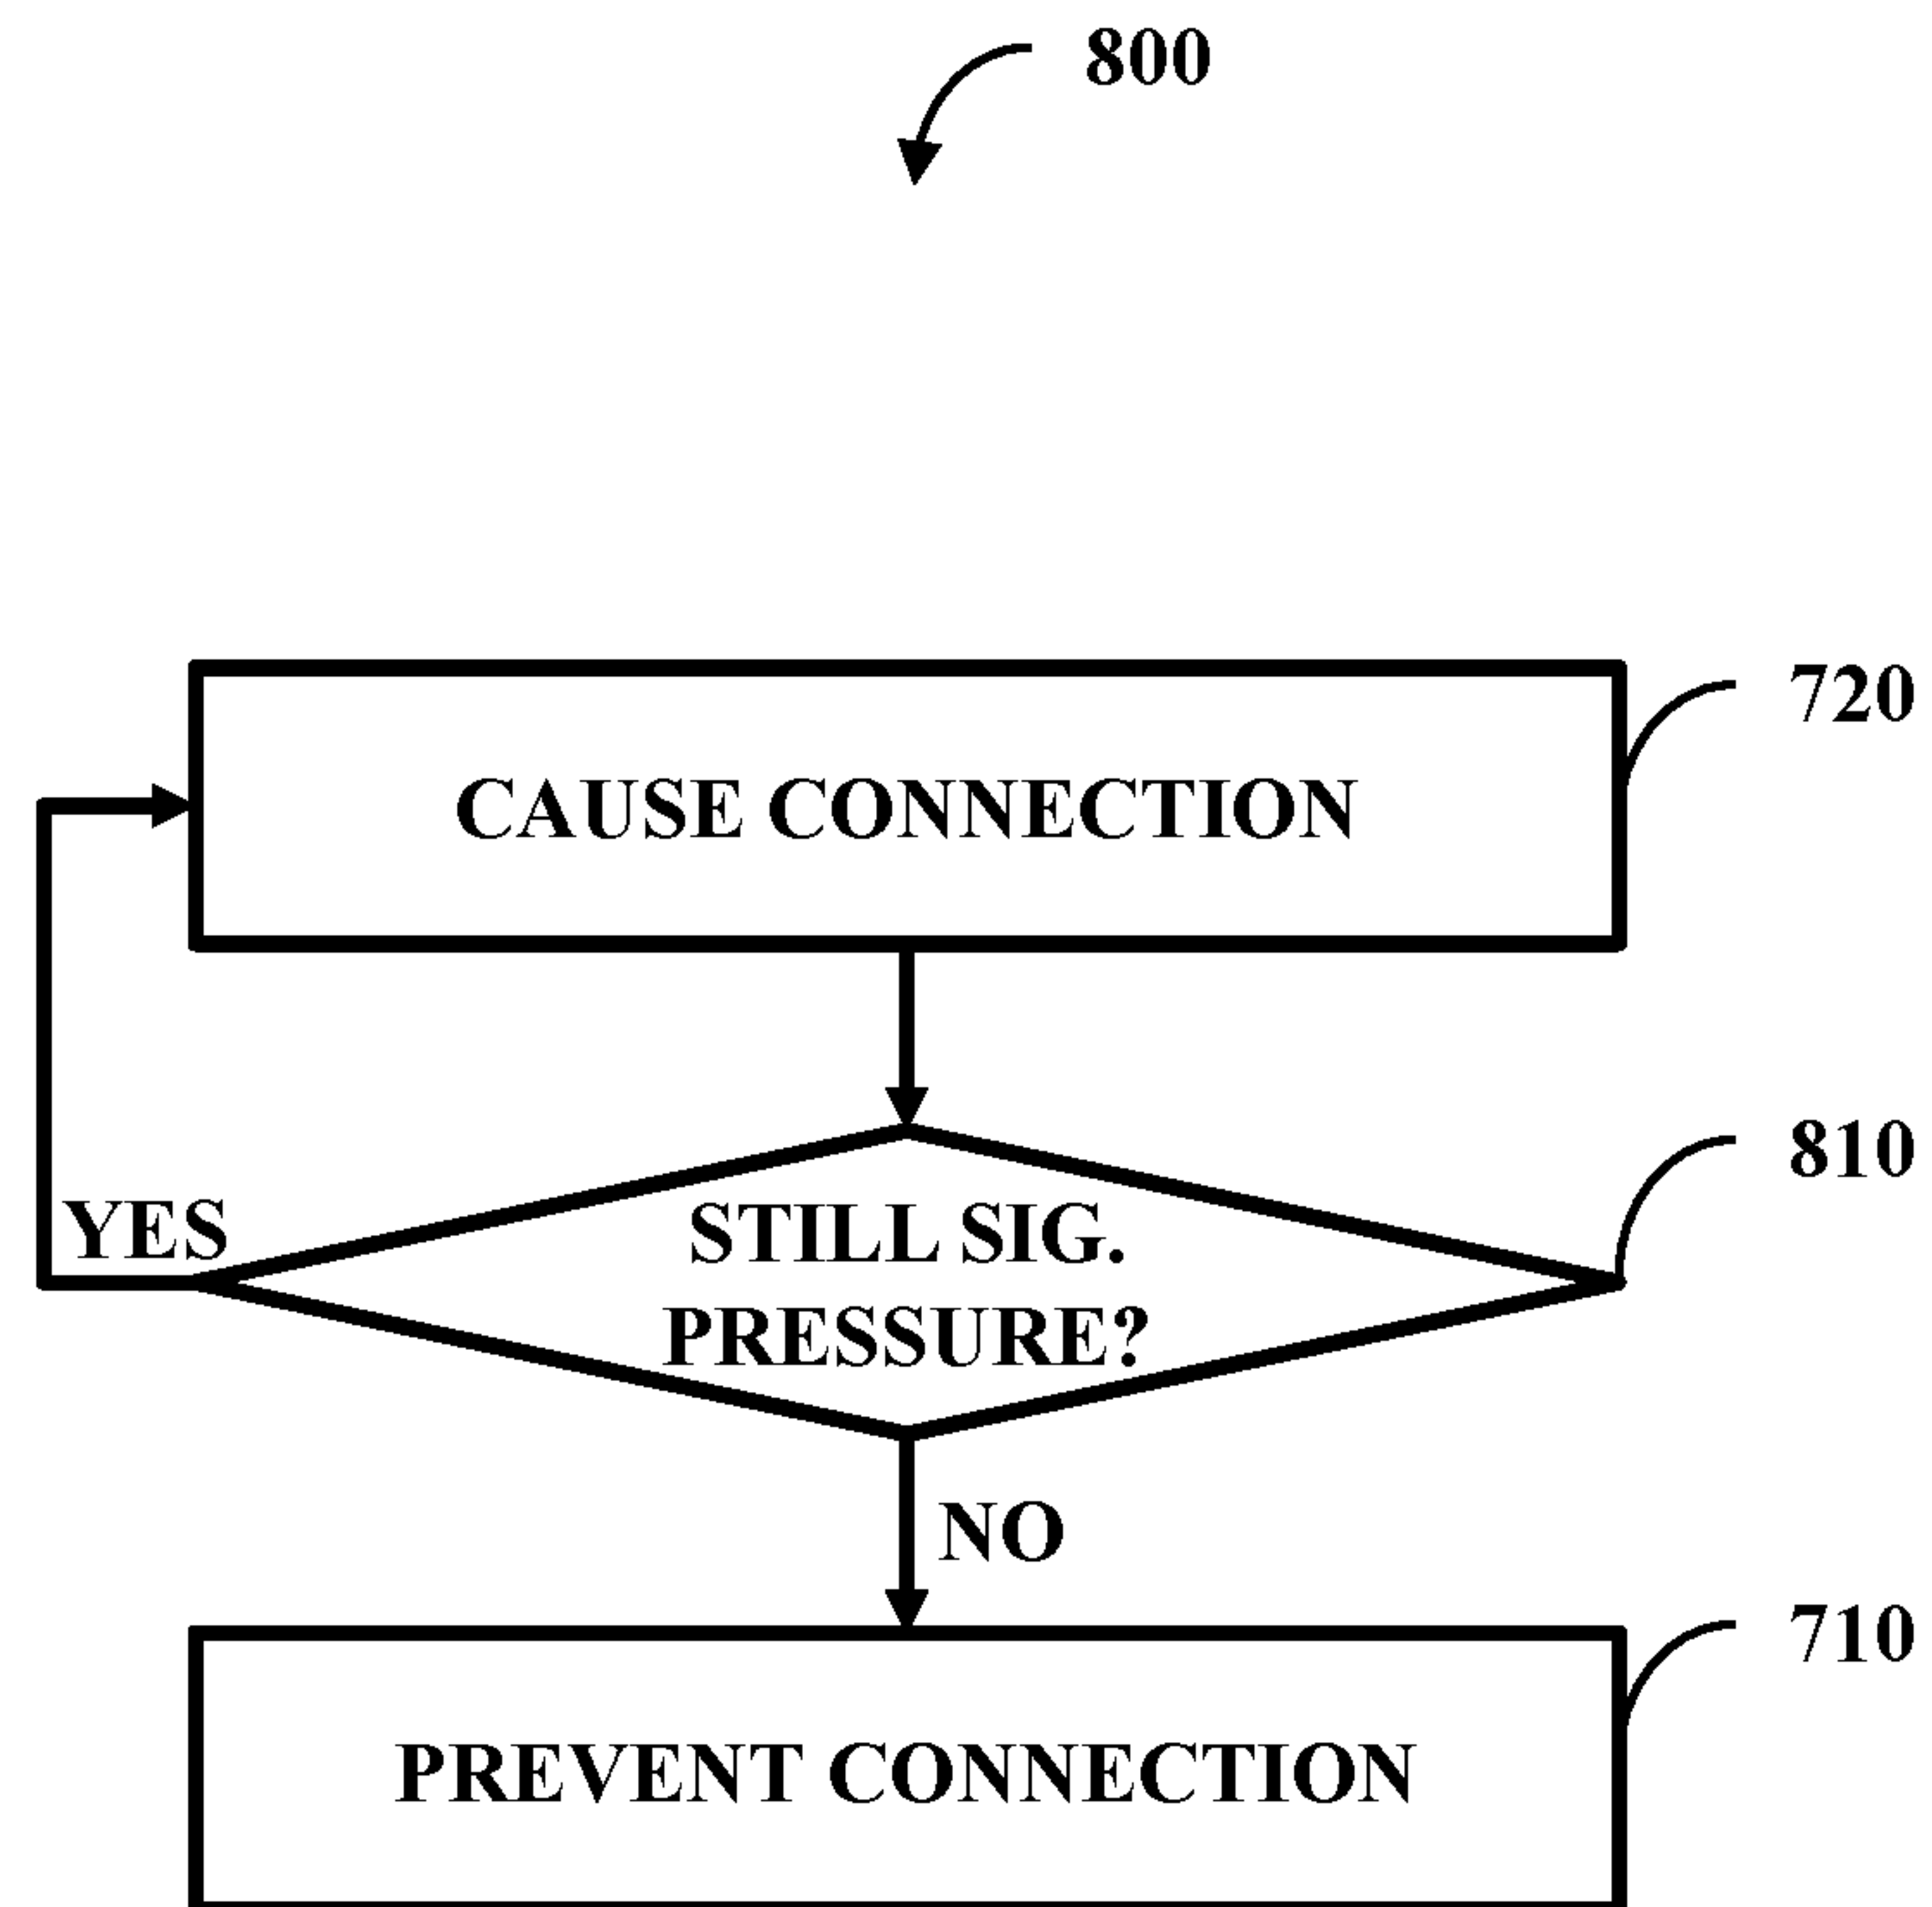 800
720
CAUSE CONNECTION
810
YES
STILL SIG.
PRESSURE?
NO
710
PREVENT CONNECTION